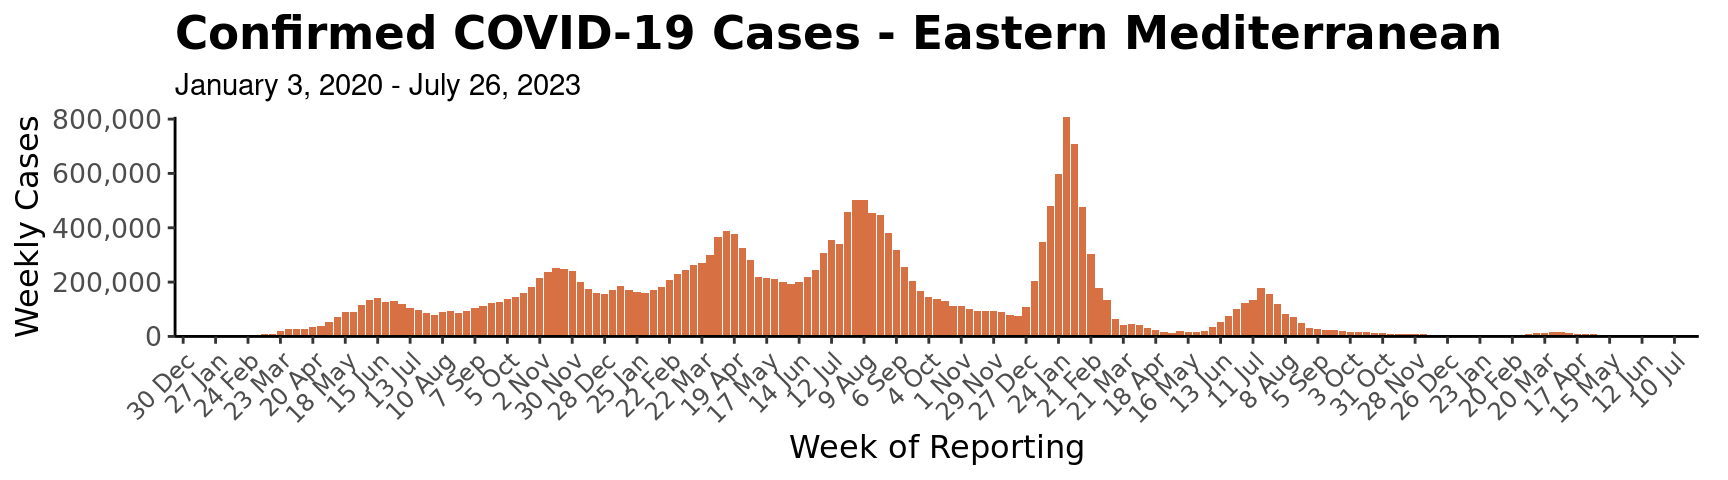 Confirmed COVID-19 Cases - Eastern Mediterranean
January 3, 2020 - July 26, 2023
Weekly Cases
800,000
600,000
400,000
200,000
0
30 Dec
27 Jan
24 Feb
23 Mar
20 Apr
18 May
15 Jun
13 Jul
10 Aug
7 Sep
5 Oct
2 Nov
30 Nov
28 Dec
25 Jan
22 Feb
22 Mar
19 Apr
17 May
14 Jun
12 Jul
9 Aug
6 Sep
4 Oct
1 Nov
29 Nov
27 Dec
24 Jan
21 Feb
21 Mar
18 Apr
16 May
13 Jun
11 Jul
8 Aug
5 Sep
3 Oct
31 Oct
28 Nov
26 Dec
23 Jan
20 Feb
20 Mar
17 Apr
15 May
12 Jun
10 Jul
Week of Reporting